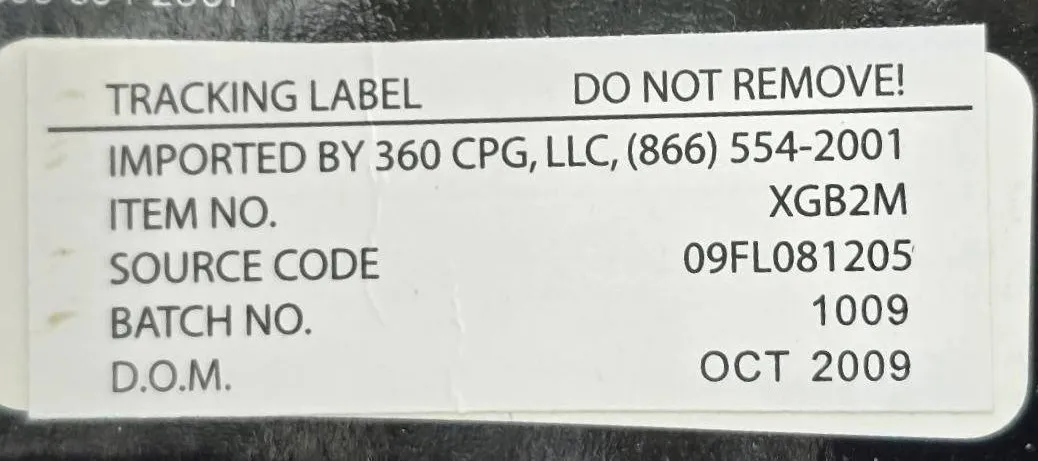 TRACKING LABEL DO NOT REMOVE!
IMPORTED BY 360 CPG, LLC, (866) 554-2001
ITEM NO. XGB2M
SOURCE CODE 09FL081205
BATCH NO. 1009
D.O.M. OCT 2009